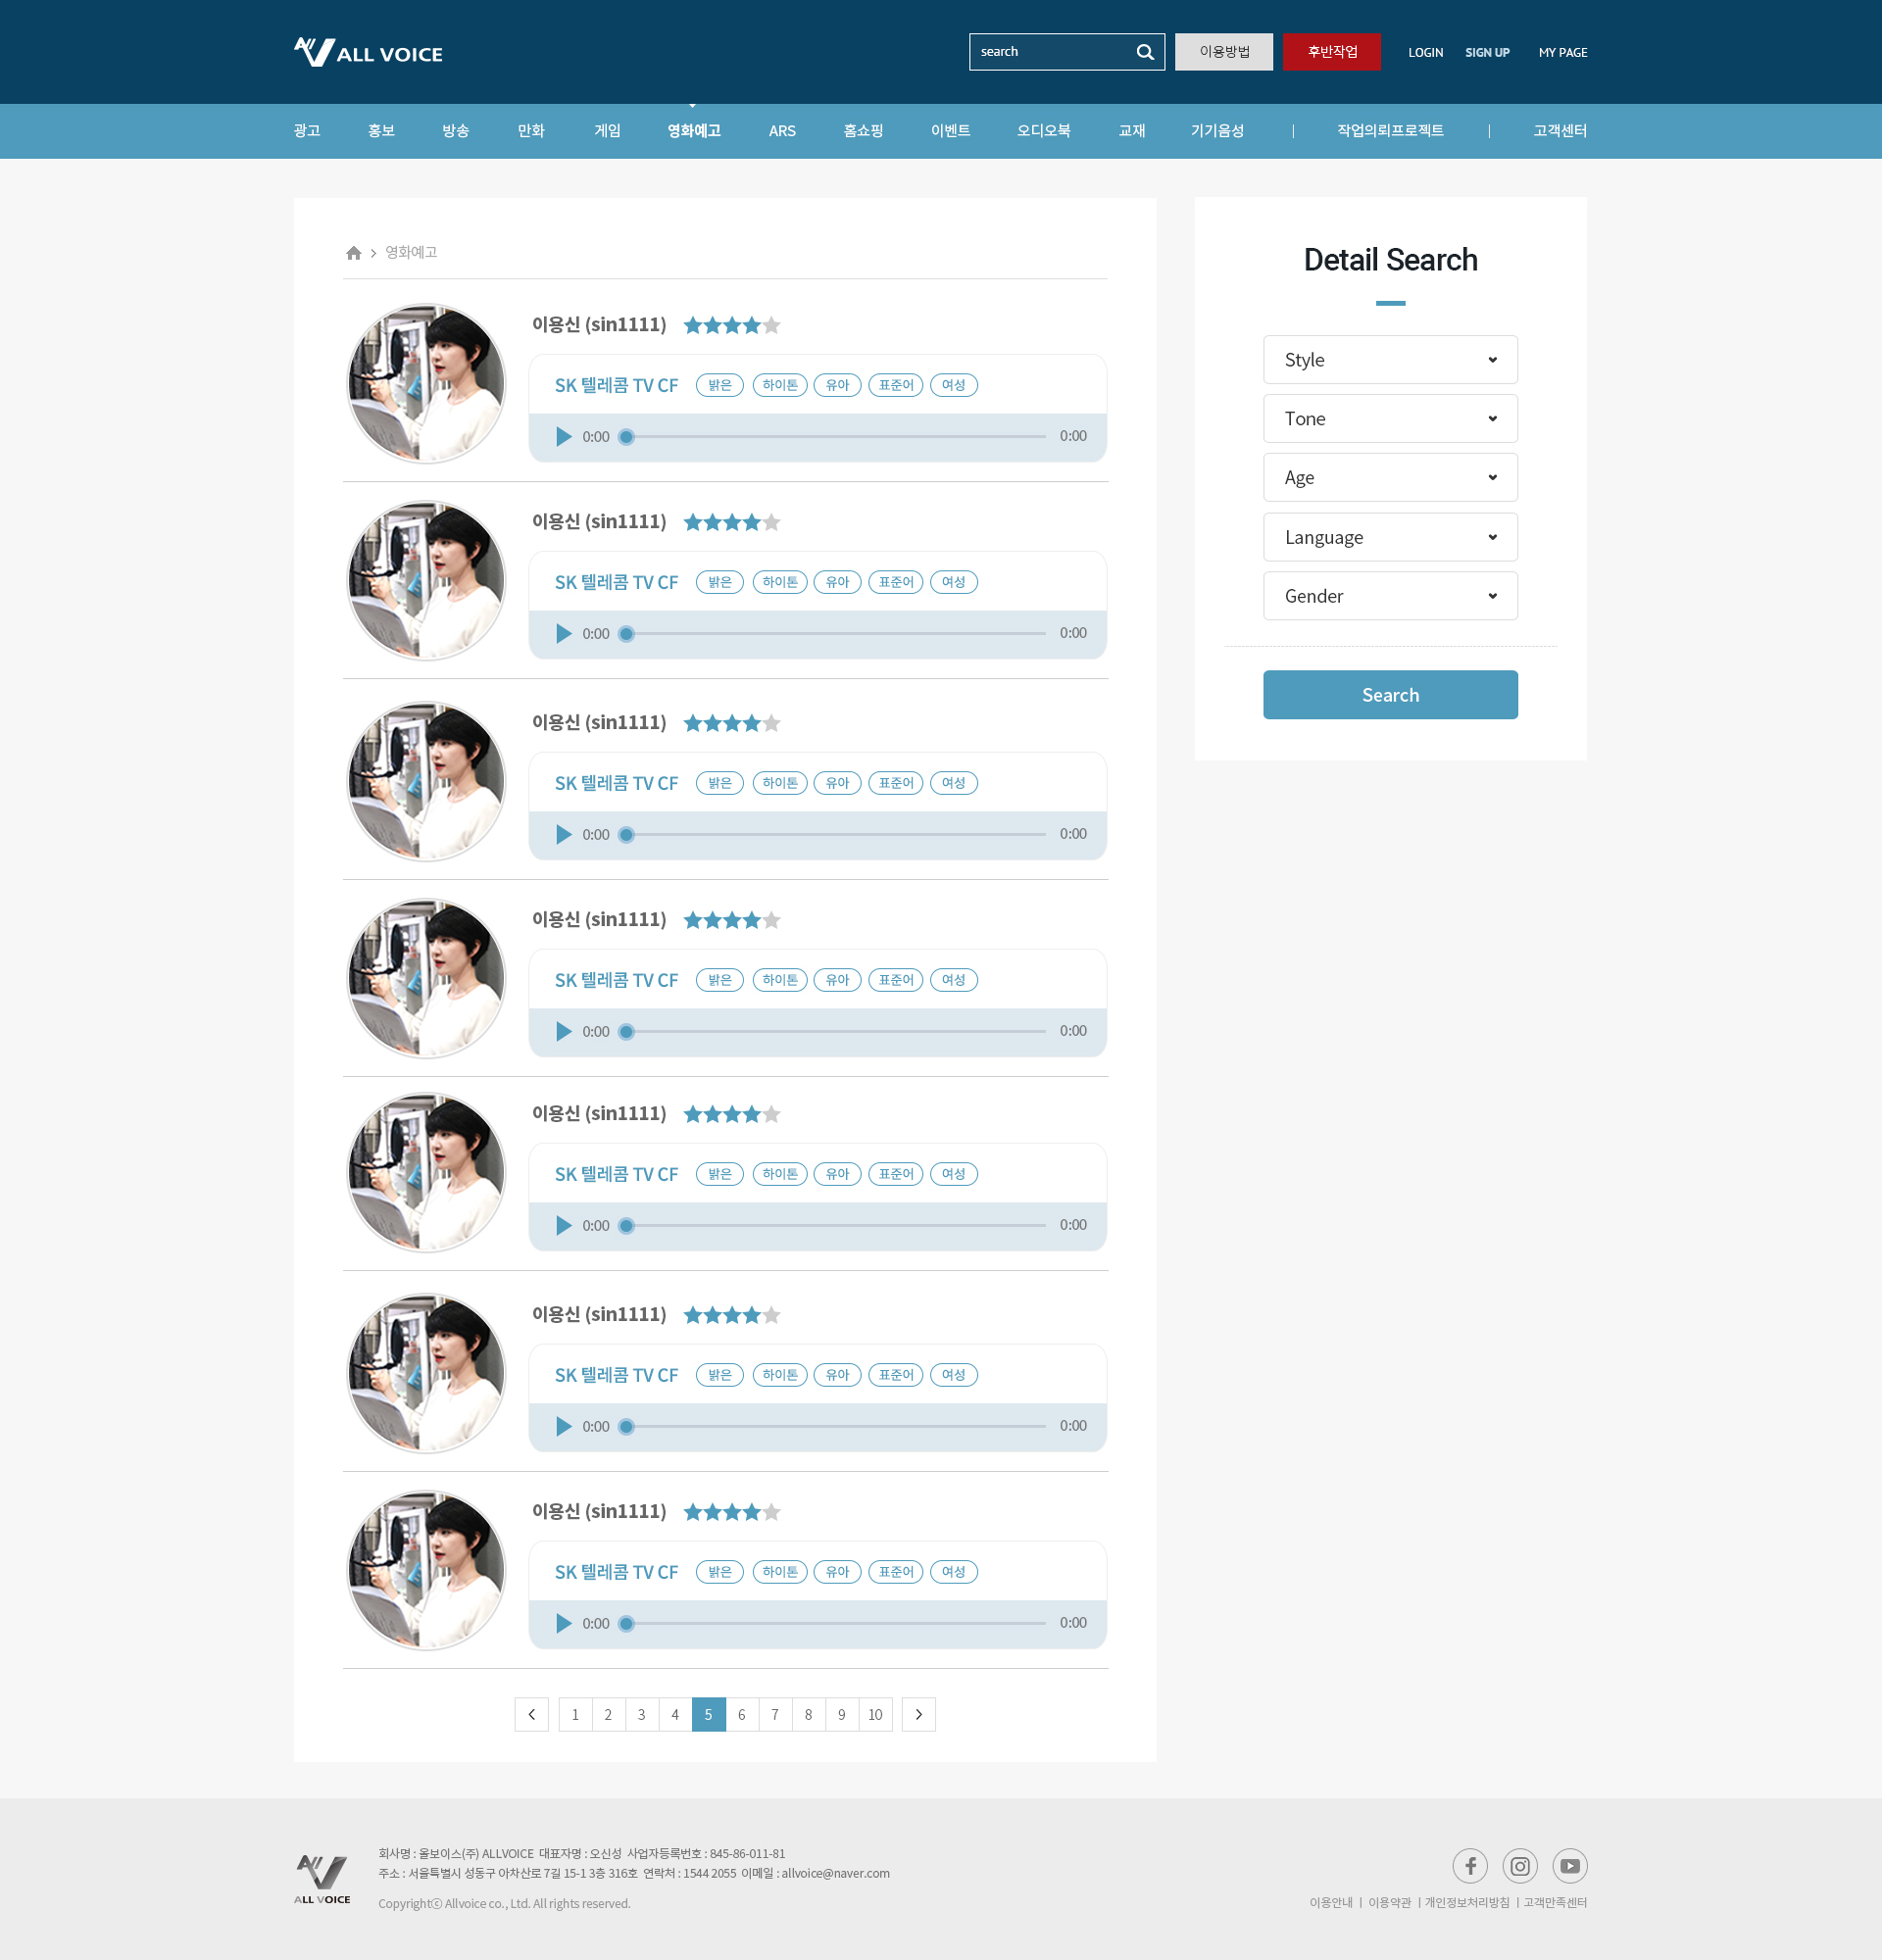 ALL VOICE
search
이용방법
후반작업
LOGIN
SIGN UP
MY PAGE
광고
홍보
방송
만화
게임
영화예고
ARS
홈쇼핑
이벤트
오디오북
교재
기기음성
작업의뢰프로젝트
고객센터
영화예고
이용신 (sin1111)
SK 텔레콤 TV CF 밝은 하이톤 유아 표준어 여성
0:00 0:00
이용신 (sin1111)
SK 텔레콤 TV CF 밝은 하이톤 유아 표준어 여성
0:00 0:00
이용신 (sin1111)
SK 텔레콤 TV CF 밝은 하이톤 유아 표준어 여성
0:00 0:00
이용신 (sin1111)
SK 텔레콤 TV CF 밝은 하이톤 유아 표준어 여성
0:00 0:00
이용신 (sin1111)
SK 텔레콤 TV CF 밝은 하이톤 유아 표준어 여성
0:00 0:00
이용신 (sin1111)
SK 텔레콤 TV CF 밝은 하이톤 유아 표준어 여성
0:00 0:00
이용신 (sin1111)
SK 텔레콤 TV CF 밝은 하이톤 유아 표준어 여성
0:00 0:00
1 2 3 4 5 6 7 8 9 10
Detail Search
Style
Tone
Age
Language
Gender
Search
ALL VOICE
회사명 : 올보이스(주) ALLVOICE 대표자명 : 오신성 사업자등록번호 : 845-86-011-81
주소 : 서울특별시 성동구 아차산로 7길 15-1 3층 316호 연락처 : 1544 2055 이메일 : allvoice@naver.com
Copyrightⓒ Allvoice co., Ltd. All rights reserved.
이용안내 | 이용약관 | 개인정보처리방침 | 고객만족센터